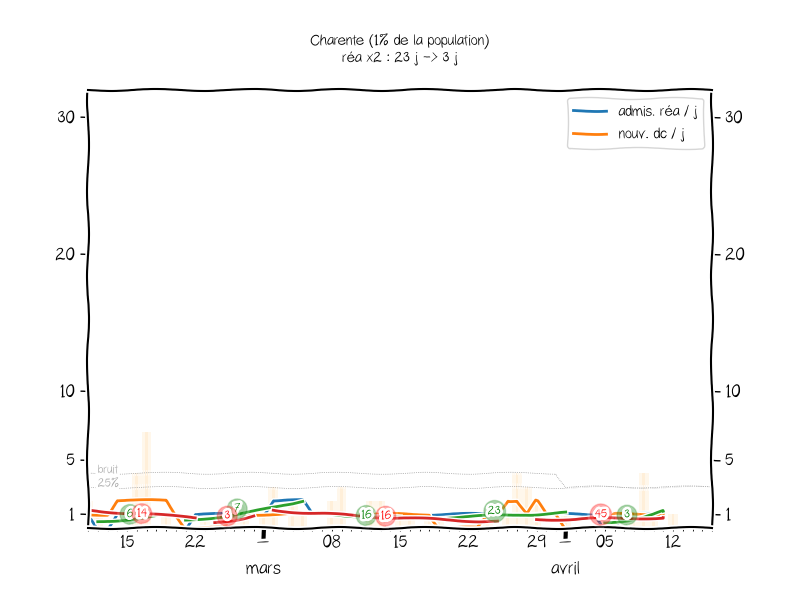 Charente (1% de la population)
réa x2 : 23 j -> 3 j
admis. réa / j
nouv. dc / j
30 30
20 20
10 10
5 5
bruit
25%
1 1
6 14 3 7 16 16 23 45 3
15 22 – 08 15 22 29 – 05 12
mars avril